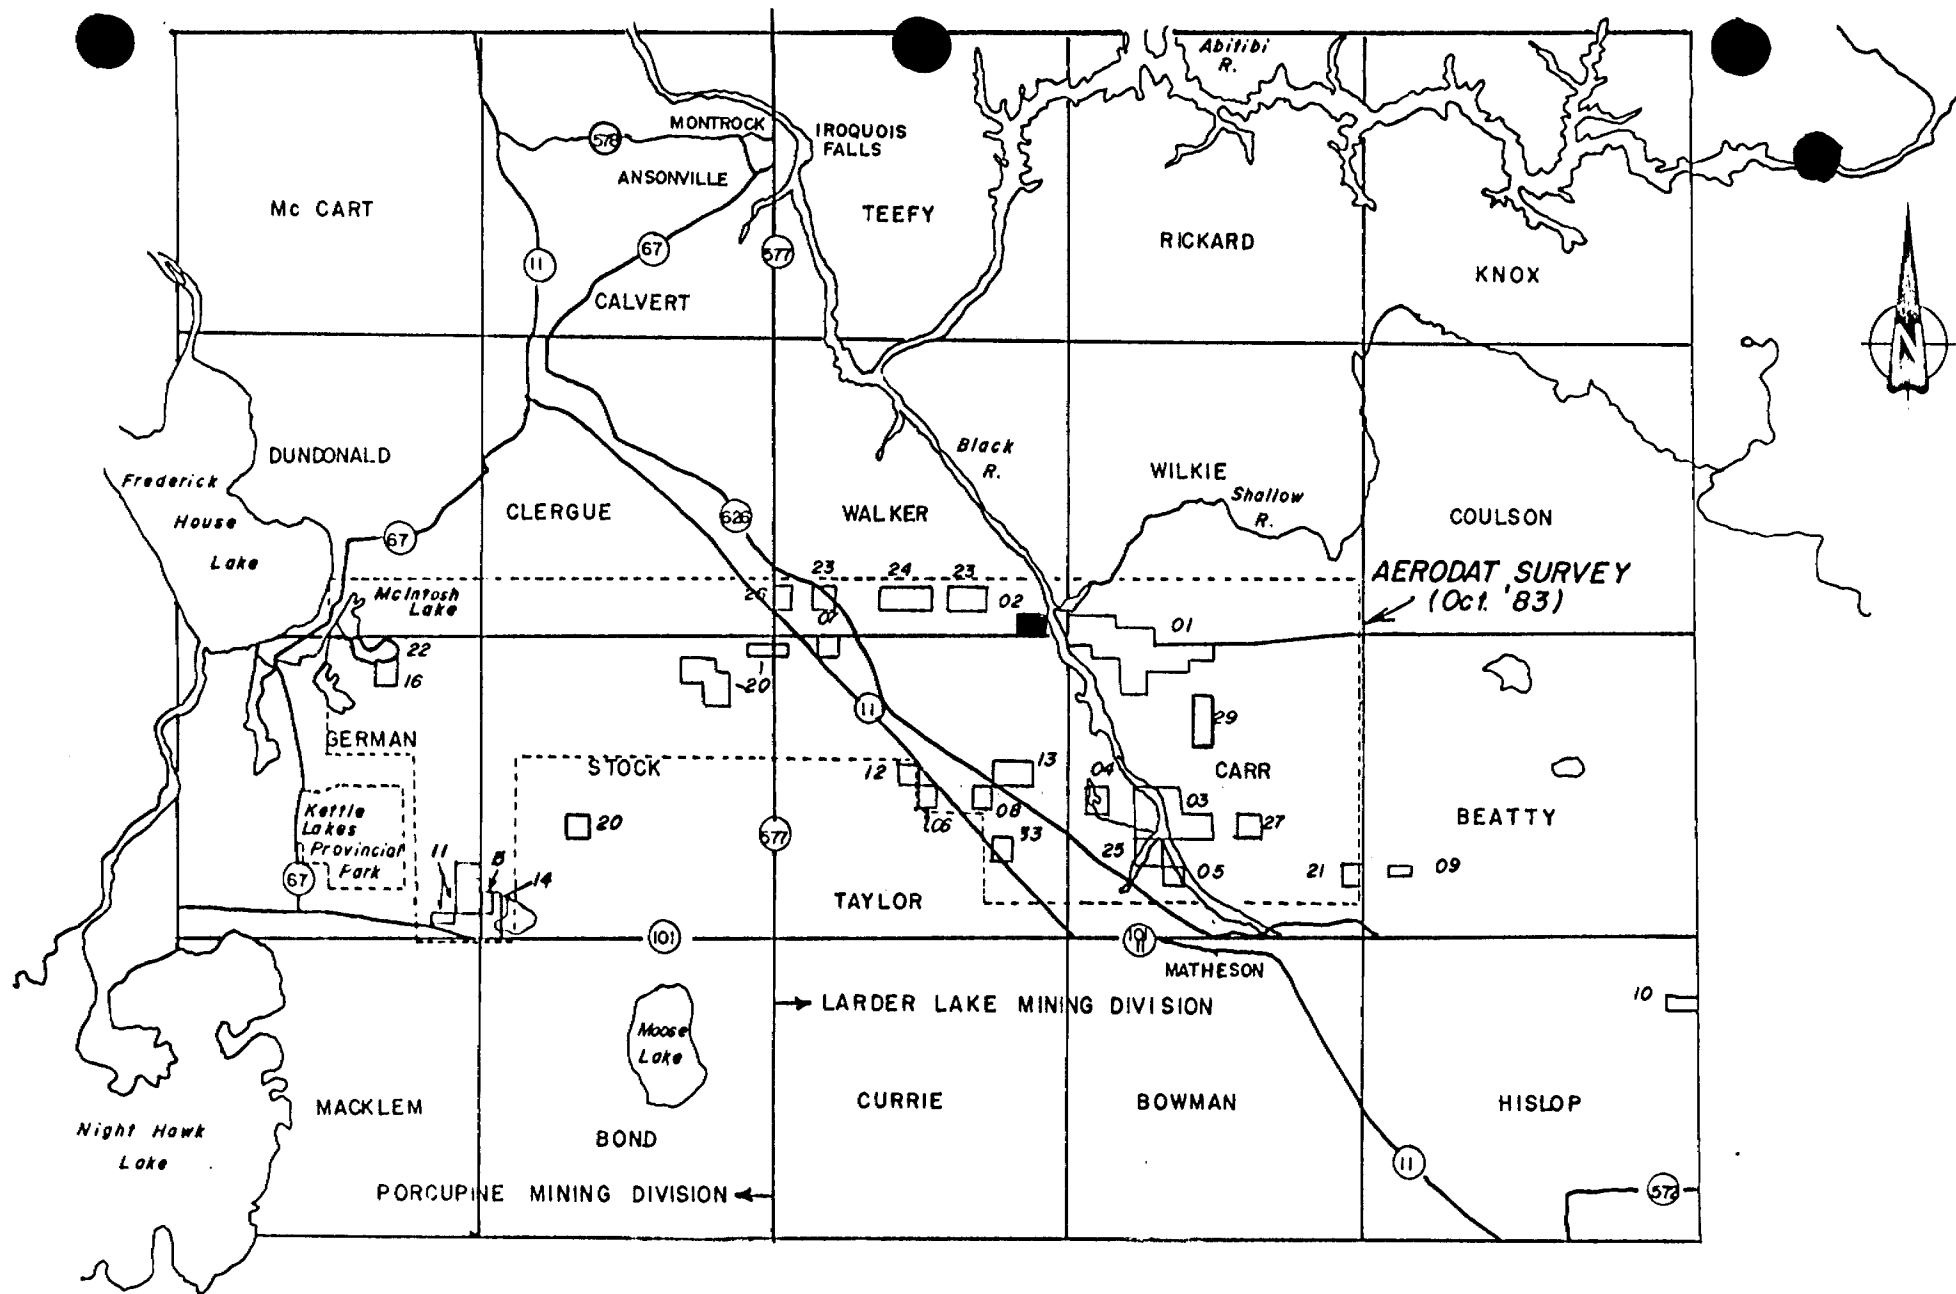 Abitibi
R.
MONTROCK
IROQUOIS
FALLS
578
ANSONVILLE
Mc CART
TEEFY
RICKARD
67
577
11
KNOX
CALVERT
N
DUNDONALD
Black
R.
WILKIE
Frederick
House
Lake
Shallow
R.
CLERGUE
626
WALKER
COULSON
67
McIntosh
Lake
23
24
23
26
02
07
01
AERODAT SURVEY
(Oct. '83)
22
16
1
20
11
29
GERMAN
STOCK
12
13
04
CARR
03
06
08
27
Kettle
Lakes
Provincial
Park
20
577
33
25
BEATTY
11
14
67
05
21
09
TAYLOR
101
MATHESON
10
LARDER LAKE MINING DIVISION
Moose
Lake
MACKLEM
CURRIE
BOWMAN
HISLOP
Night Hawk
Lake
BOND
11
PORCUPINE MINING DIVISION
572